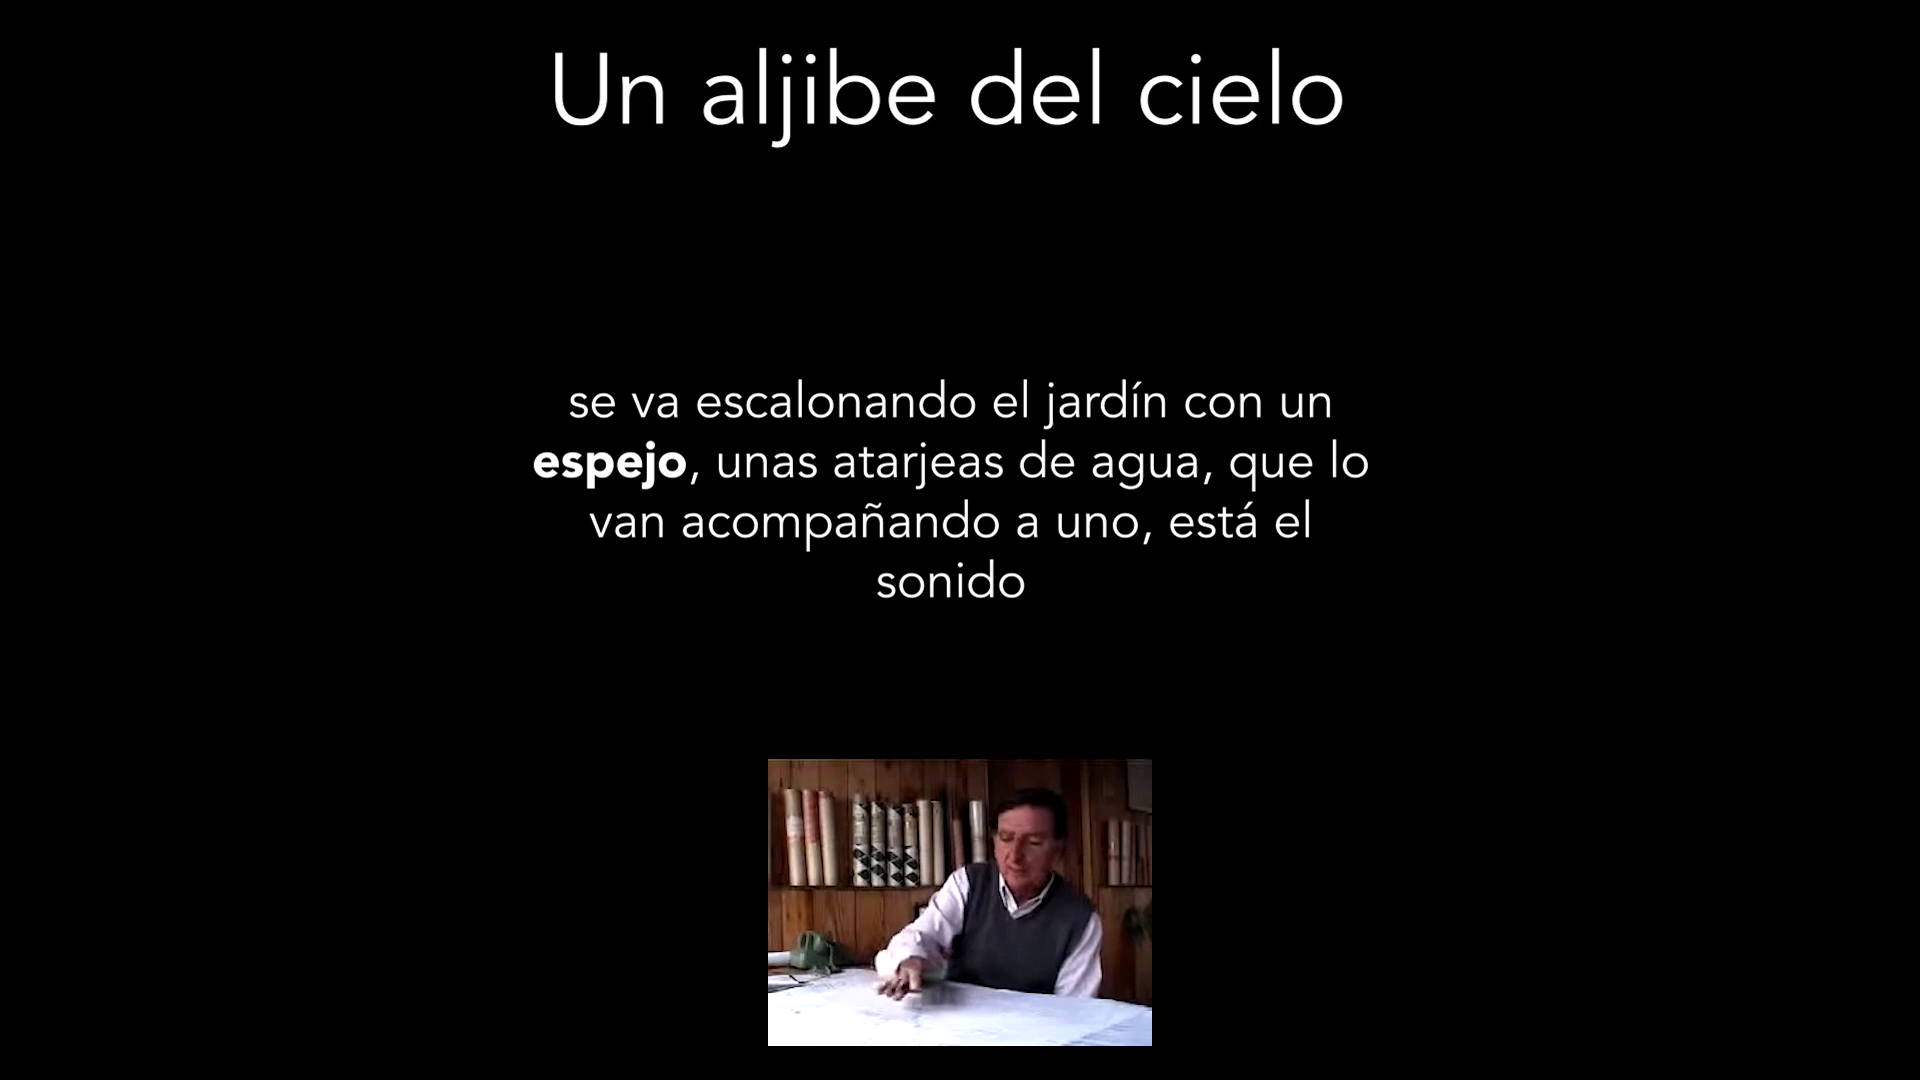 Un aljibe del cielo
se va escalonando el jardín con un
espejo, unas atarjeas de agua, que lo
van acompañando a uno, está el
sonido